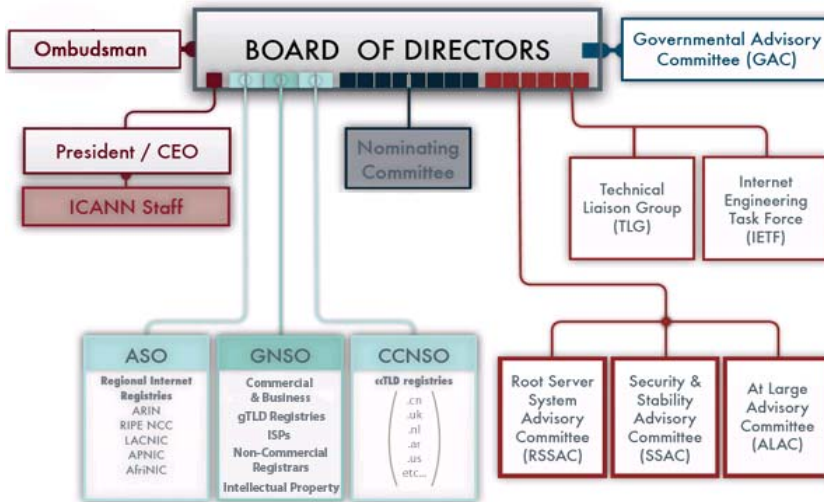 Ombudsman
BOARD OF DIRECTORS
Governmental Advisory
Committee (GAC)
President / CEO
ICANN Staff
Nominating
Committee
Technical
Liaison Group
(TLG)
Internet
Engineering
Task Force
(IETF)
ASO
Regional Internet
Registries
ARIN
RIPE NCC
LACNIC
APNIC
AfriNIC
GNSO
Commercial
& Business
gTLD Registries
ISPs
Non-Commercial
Registrars
Intellectual Property
CCNSO
ccTLD registries
.cn
.uk
.nl
.ar
.us
etc...
Root Server
System
Advisory
Committee
(RSSAC)
Security &
Stability
Advisory
Committee
(SSAC)
At Large
Advisory
Committee
(ALAC)